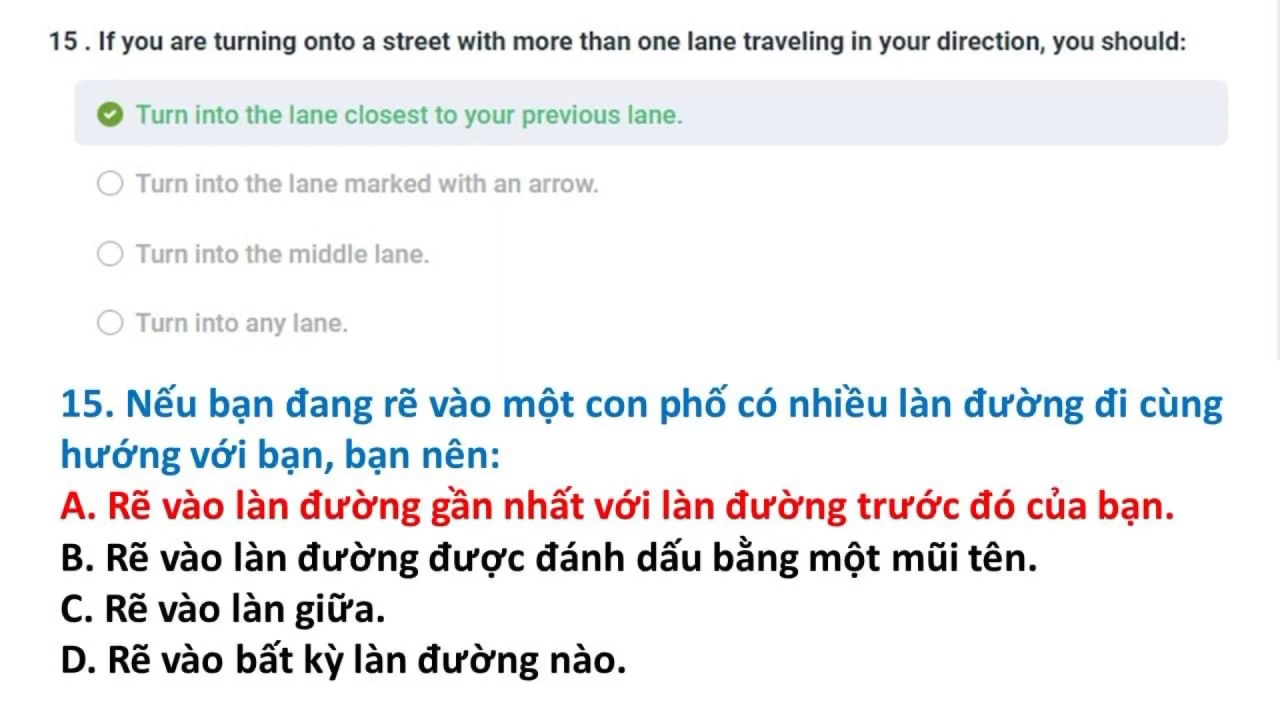 15 . If you are turning onto a street with more than one lane traveling in your direction, you should:
Turn into the lane closest to your previous lane.
Turn into the lane marked with an arrow.
Turn into the middle lane.
Turn into any lane.
15. Nếu bạn đang rẽ vào một con phố có nhiều làn đường đi cùng
hướng với bạn, bạn nên:
A. Rẽ vào làn đường gần nhất với làn đường trước đó của bạn.
B. Rẽ vào làn đường được đánh dấu bằng một mũi tên.
C. Rẽ vào làn giữa.
D. Rẽ vào bất kỳ làn đường nào.